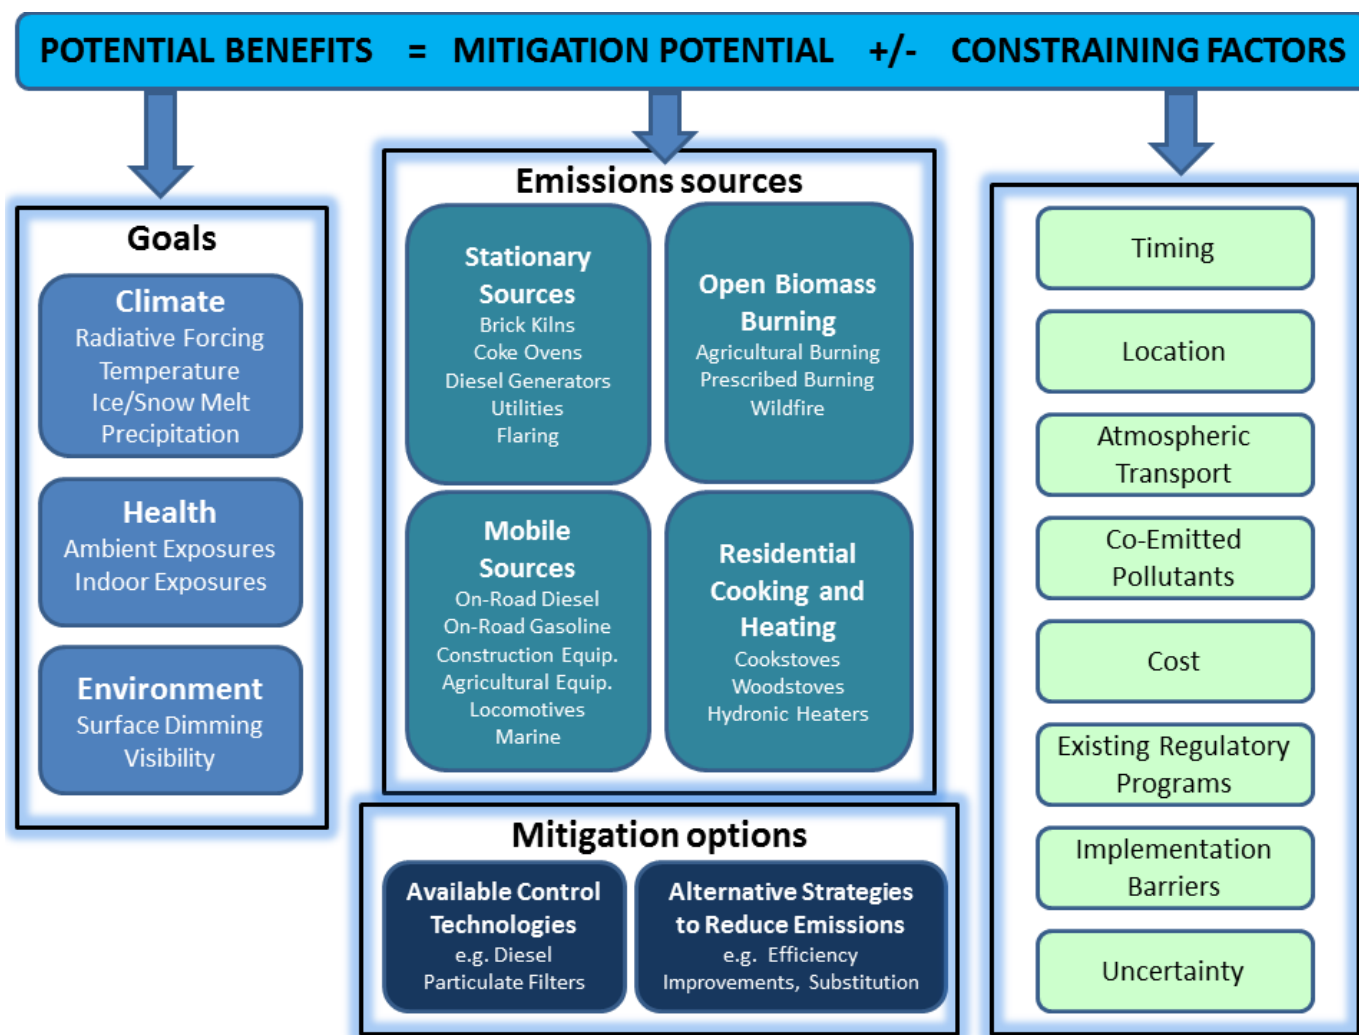 POTENTIAL BENEFITS = MITIGATION POTENTIAL +/- CONSTRAINING FACTORS
Goals
Climate
Radiative Forcing
Temperature
Ice/Snow Melt
Precipitation
Health
Ambient Exposures
Indoor Exposures
Environment
Surface Dimming
Visibility
Emissions sources
Stationary
Sources
Brick Kilns
Coke Ovens
Diesel Generators
Utilities
Flaring
Open Biomass
Burning
Agricultural Burning
Prescribed Burning
Wildfire
Mobile
Sources
On-Road Diesel
On-Road Gasoline
Construction Equip.
Agricultural Equip.
Locomotives
Marine
Residential
Cooking and
Heating
Cookstoves
Woodstoves
Hydronic Heaters
Mitigation options
Available Control
Technologies
e.g. Diesel
Particulate Filters
Alternative Strategies
to Reduce Emissions
e.g. Efficiency
Improvements, Substitution
Timing
Location
Atmospheric
Transport
Co-Emitted
Pollutants
Cost
Existing Regulatory
Programs
Implementation
Barriers
Uncertainty